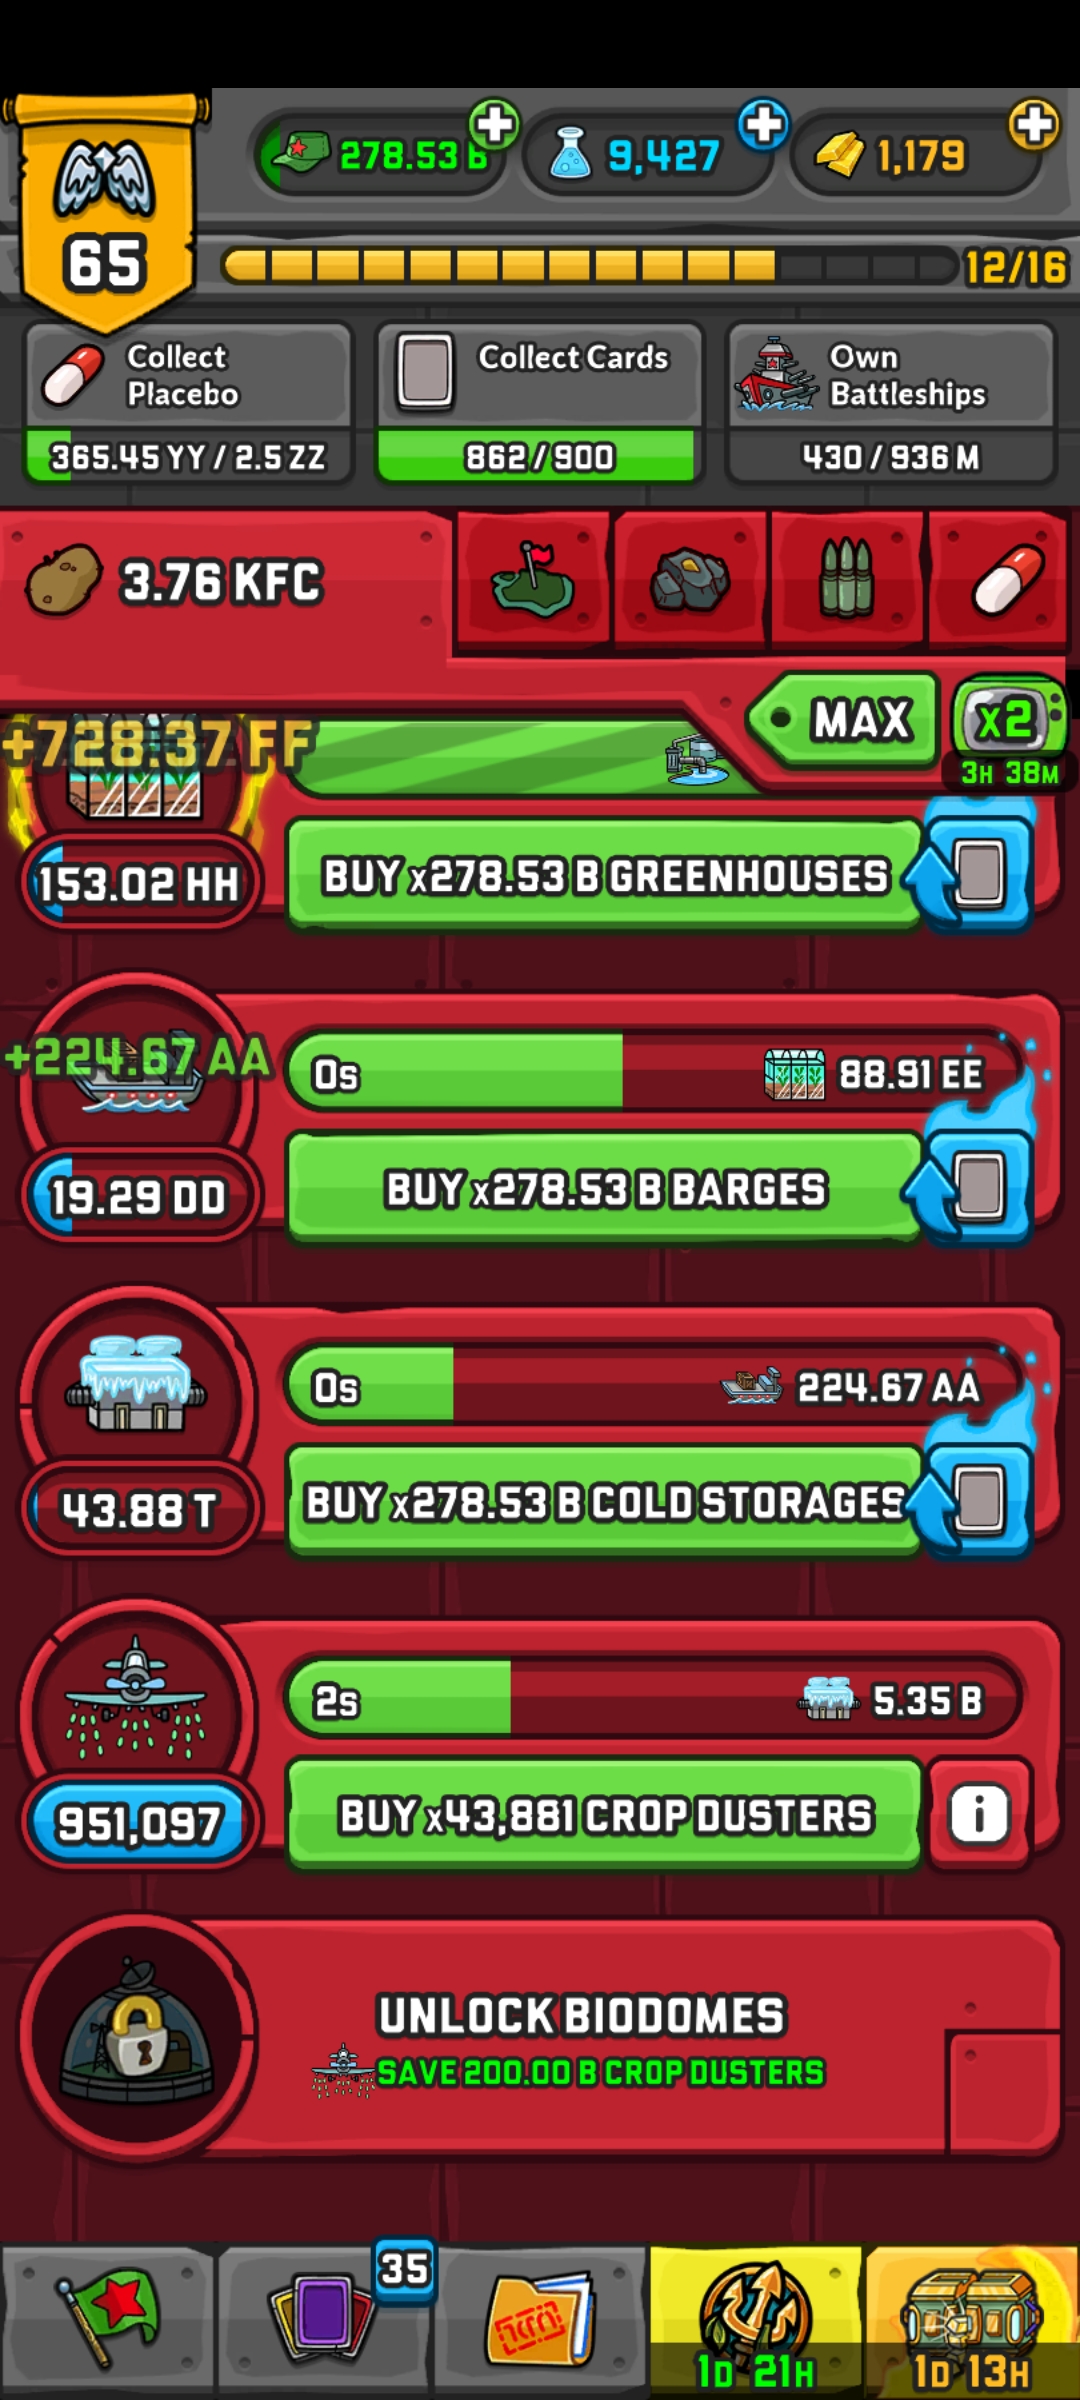 278.53 B
9,427
1,179
65
12/16
Collect
Placebo
365.45 YY / 2.5 ZZ
Collect Cards
862/900
Own
Battleships
430 / 936 M
3.76 KFC
MAX
x2
3H 38M
+728.37 FF
153.02 HH
BUY x278.53 B GREENHOUSES
+224.67 AA
0s
88.91 EE
19.29 DD
BUY x278.53 B BARGES
0s
224.67 AA
43.88 T
BUY x278.53 B COLD STORAGES
2s
5.35 B
951,097
BUY x43,881 CROP DUSTERS
i
UNLOCK BIODOMES
SAVE 200.00 B CROP DUSTERS
35
1D 21H
1D 13H